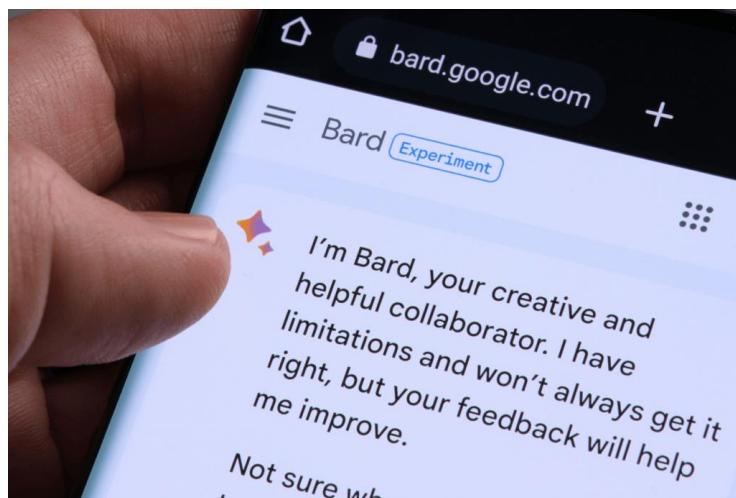 bard.google.com
Bard Experiment
I'm Bard, your creative and
helpful collaborator. I have
limitations and won't always get it
right, but your feedback will help
me improve.
Not sure